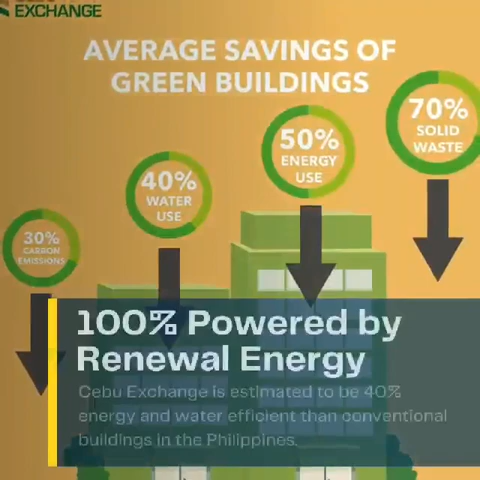 EXCHANGE
AVERAGE SAVINGS OF
GREEN BUILDINGS
70%
SOLID
WASTE
50%
ENERGY
USE
40%
WATER
USE
30%
CARBON
EMISSIONS
100% Powered by
Renewal Energy
Cebu Exchange is estimated to be 40%
energy and water efficient than conventional
buildings in the Philippines.